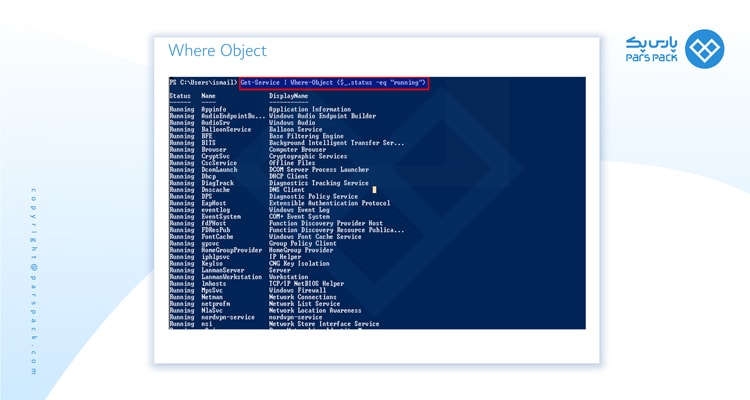 Where Object
پارس پک
PARS PACK
PS C:\Users\ismail> Get-Service | Where-Object {$_.status -eq "running"}
Status Name DisplayName
------ ---- -----------
Running Appinfo Application Information
Running AudioEndpointBu... Windows Audio Endpoint Builder
Running AudioSrv Windows Audio
Running BalloonService Balloon Service
Running BFE Base Filtering Engine
Running BITS Background Intelligent Transfer Ser...
Running Browser Computer Browser
Running CryptSvc Cryptographic Services
Running CscService Offline Files
Running DcomLaunch DCOM Server Process Launcher
Running Dhcp DHCP Client
Running DiagTrack Diagnostics Tracking Service
Running Dnscache DNS Client
Running DPS Diagnostic Policy Service
Running EapHost Extensible Authentication Protocol
Running eventlog Windows Event Log
Running EventSystem COM+ Event System
Running fdPHost Function Discovery Provider Host
Running FDResPub Function Discovery Resource Publica...
Running FontCache Windows Font Cache Service
Running gpsvc Group Policy Client
Running HomeGroupProvider HomeGroup Provider
Running iphlpsvc IP Helper
Running KeyIso CNG Key Isolation
Running LanmanServer Server
Running LanmanWorkstation Workstation
Running lmhosts TCP/IP NetBIOS Helper
Running MpsSvc Windows Firewall
Running Netman Network Connections
Running netprofm Network List Service
Running NlaSvc Network Location Awareness
Running nordvpn-service nordvpn-service
Running nsi Network Store Interface Service
copyright@parspack.com